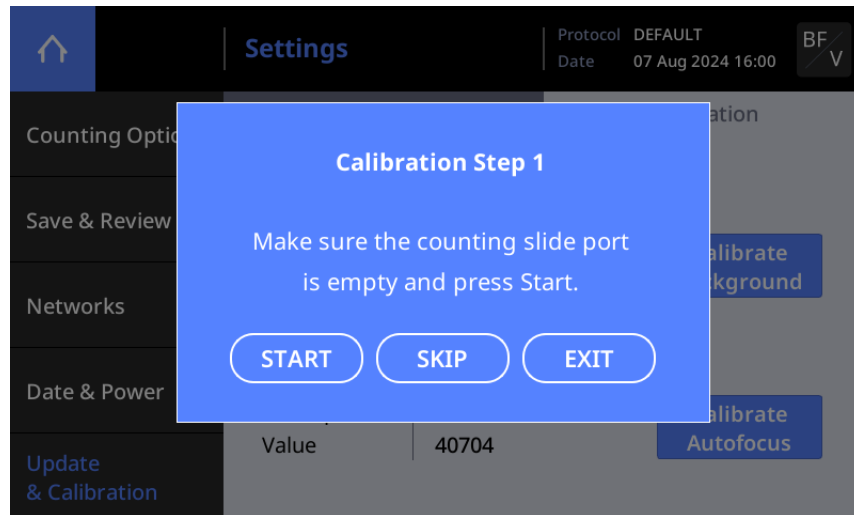 Settings
Protocol DEFAULT
Date 07 Aug 2024 16:00
BF
V
Counting Optio
ation
Calibration Step 1
Make sure the counting slide port
is empty and press Start.
START SKIP EXIT
Save & Review
Networks
Date & Power
Update
& Calibration
alibrate
kground
Value 40704
alibrate
Autofocus